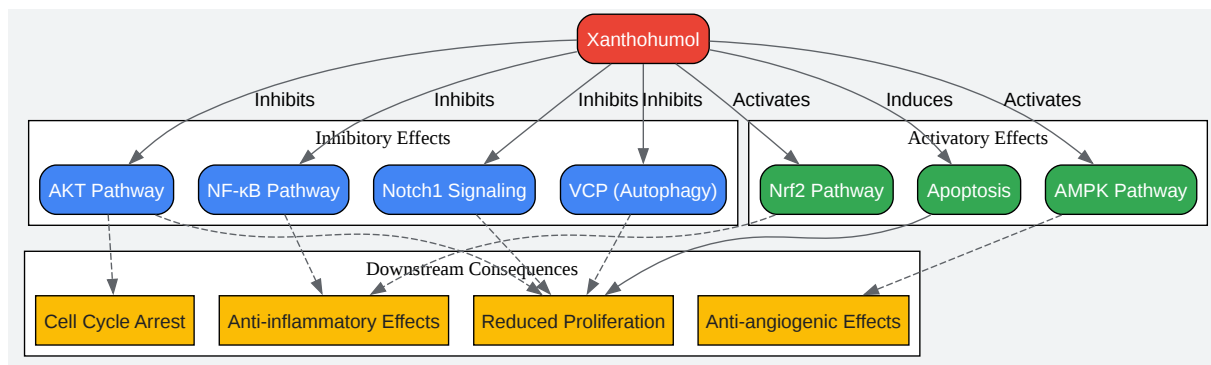 Xanthohumol
Inhibits
Inhibits
Inhibits
Inhibits
Activates
Induces
Activates
Inhibitory Effects
Activatory Effects
AKT Pathway
NF-κB Pathway
Notch1 Signaling
VCP (Autophagy)
Nrf2 Pathway
Apoptosis
AMPK Pathway
Downstream Consequences
Cell Cycle Arrest
Anti-inflammatory Effects
Reduced Proliferation
Anti-angiogenic Effects